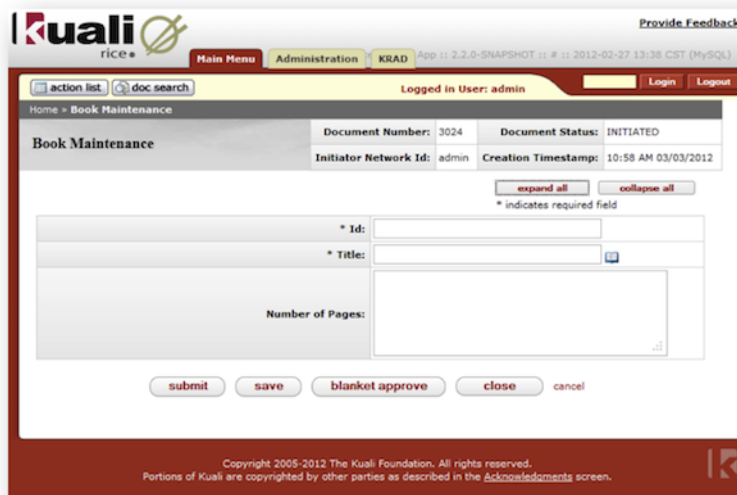 kuali
rice
Provide Feedback
Main Menu Administration KRAD App :: 2.2.0-SNAPSHOT :: # :: 2012-02-27 13:38 CST (MySQL)
action list doc search Logged in User: admin Login Logout
Home » Book Maintenance
Book Maintenance
Document Number: 3024 Document Status: INITIATED
Initiator Network Id: admin Creation Timestamp: 10:58 AM 03/03/2012
expand all collapse all
* indicates required field
* Id:
* Title:
Number of Pages:
submit save blanket approve close cancel
Copyright 2005-2012 The Kuali Foundation. All rights reserved.
Portions of Kuali are copyrighted by other parties as described in the Acknowledgments screen.